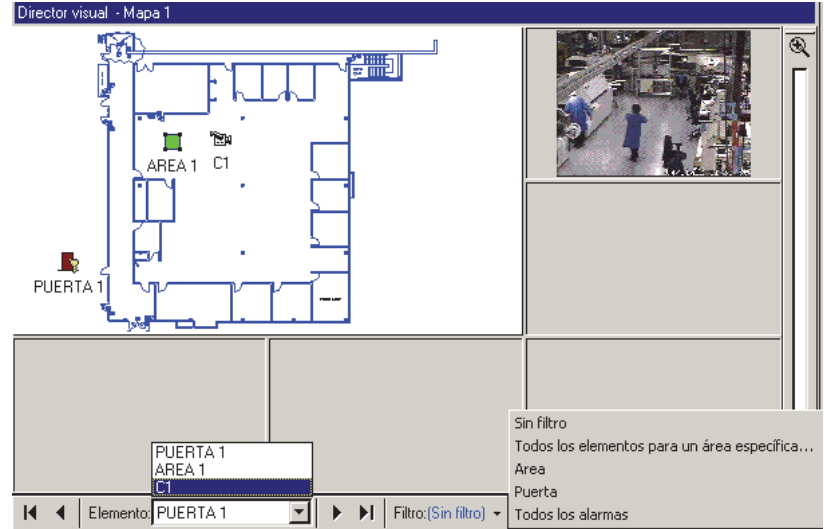 Director visual - Mapa 1
AREA 1
C1
PUERTA 1
PUERTA 1
AREA 1
C1
Elemento: PUERTA 1
Filtro:(Sin filtro)
Sin filtro
Todos los elementos para un área específica...
Area
Puerta
Todos los alarmas